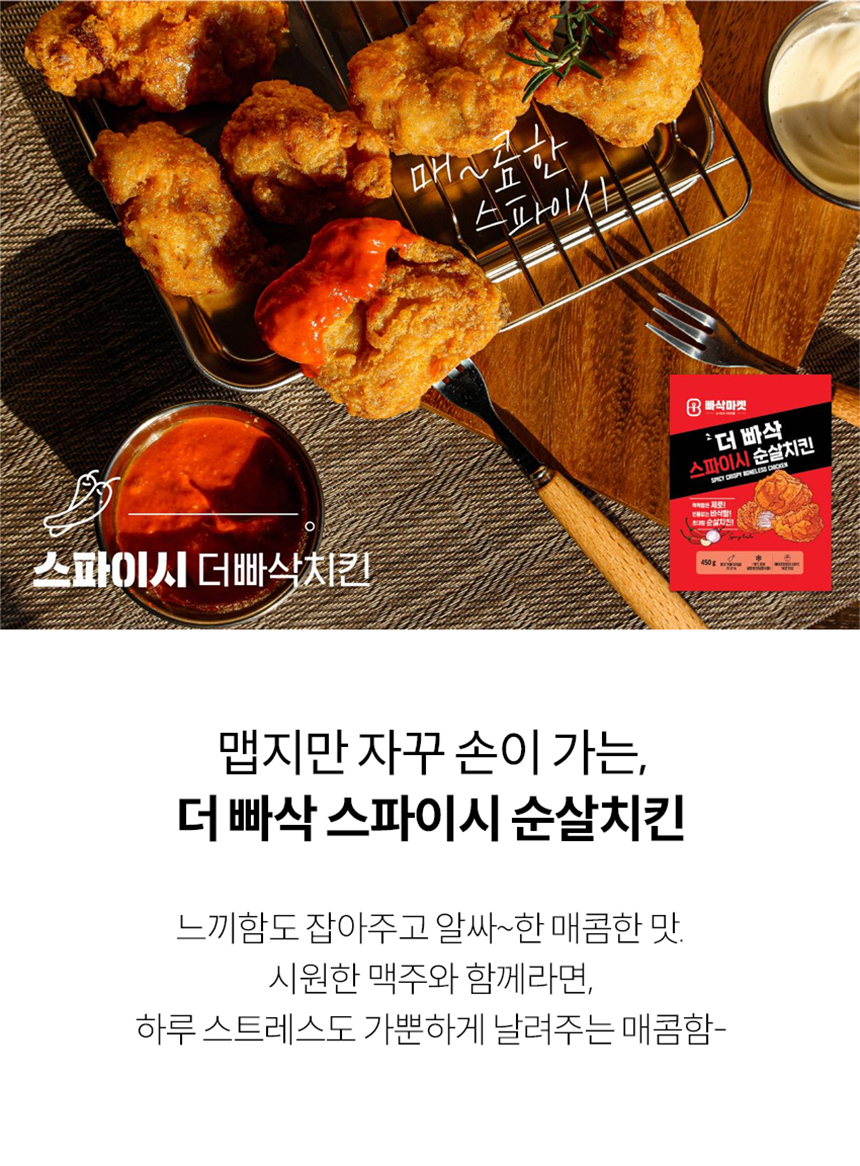 매~콤한
스파이시
스파이시 더빠삭치킨
빠삭마켓
더 빠삭
스파이시 순살치킨
SPICY CRISPY BONELESS CHICKEN
450g
맵지만 자꾸 손이 가는,
더 빠삭 스파이시 순살치킨
느끼함도 잡아주고 알싸~한 매콤한 맛.
시원한 맥주와 함께라면,
하루 스트레스도 가뿐하게 날려주는 매콤함-